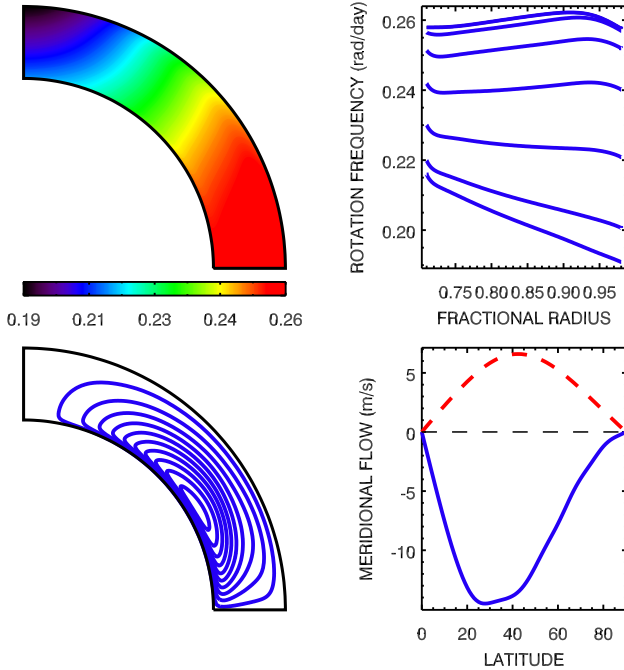 0.19 0.21 0.23 0.24 0.26
ROTATION FREQUENCY (rad/day)
0.26
0.24
0.22
0.20
0.75 0.80 0.85 0.90 0.95
FRACTIONAL RADIUS
MERIDIONAL FLOW (m/s)
5
0
-5
-10
0 20 40 60 80
LATITUDE